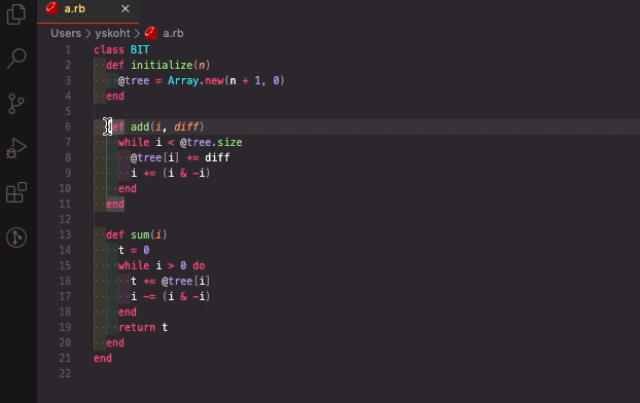 a.rb
Users > yskoht > a.rb
1 class BIT
2 def initialize(n)
3 @tree = Array.new(n + 1, 0)
4 end
5
6 def add(i, diff)
7 while i < @tree.size
8 @tree[i] += diff
9 i += (i & -i)
10 end
11 end
12
13 def sum(i)
14 t = 0
15 while i > 0 do
16 t += @tree[i]
17 i -= (i & -i)
18 end
19 return t
20 end
21 end
22